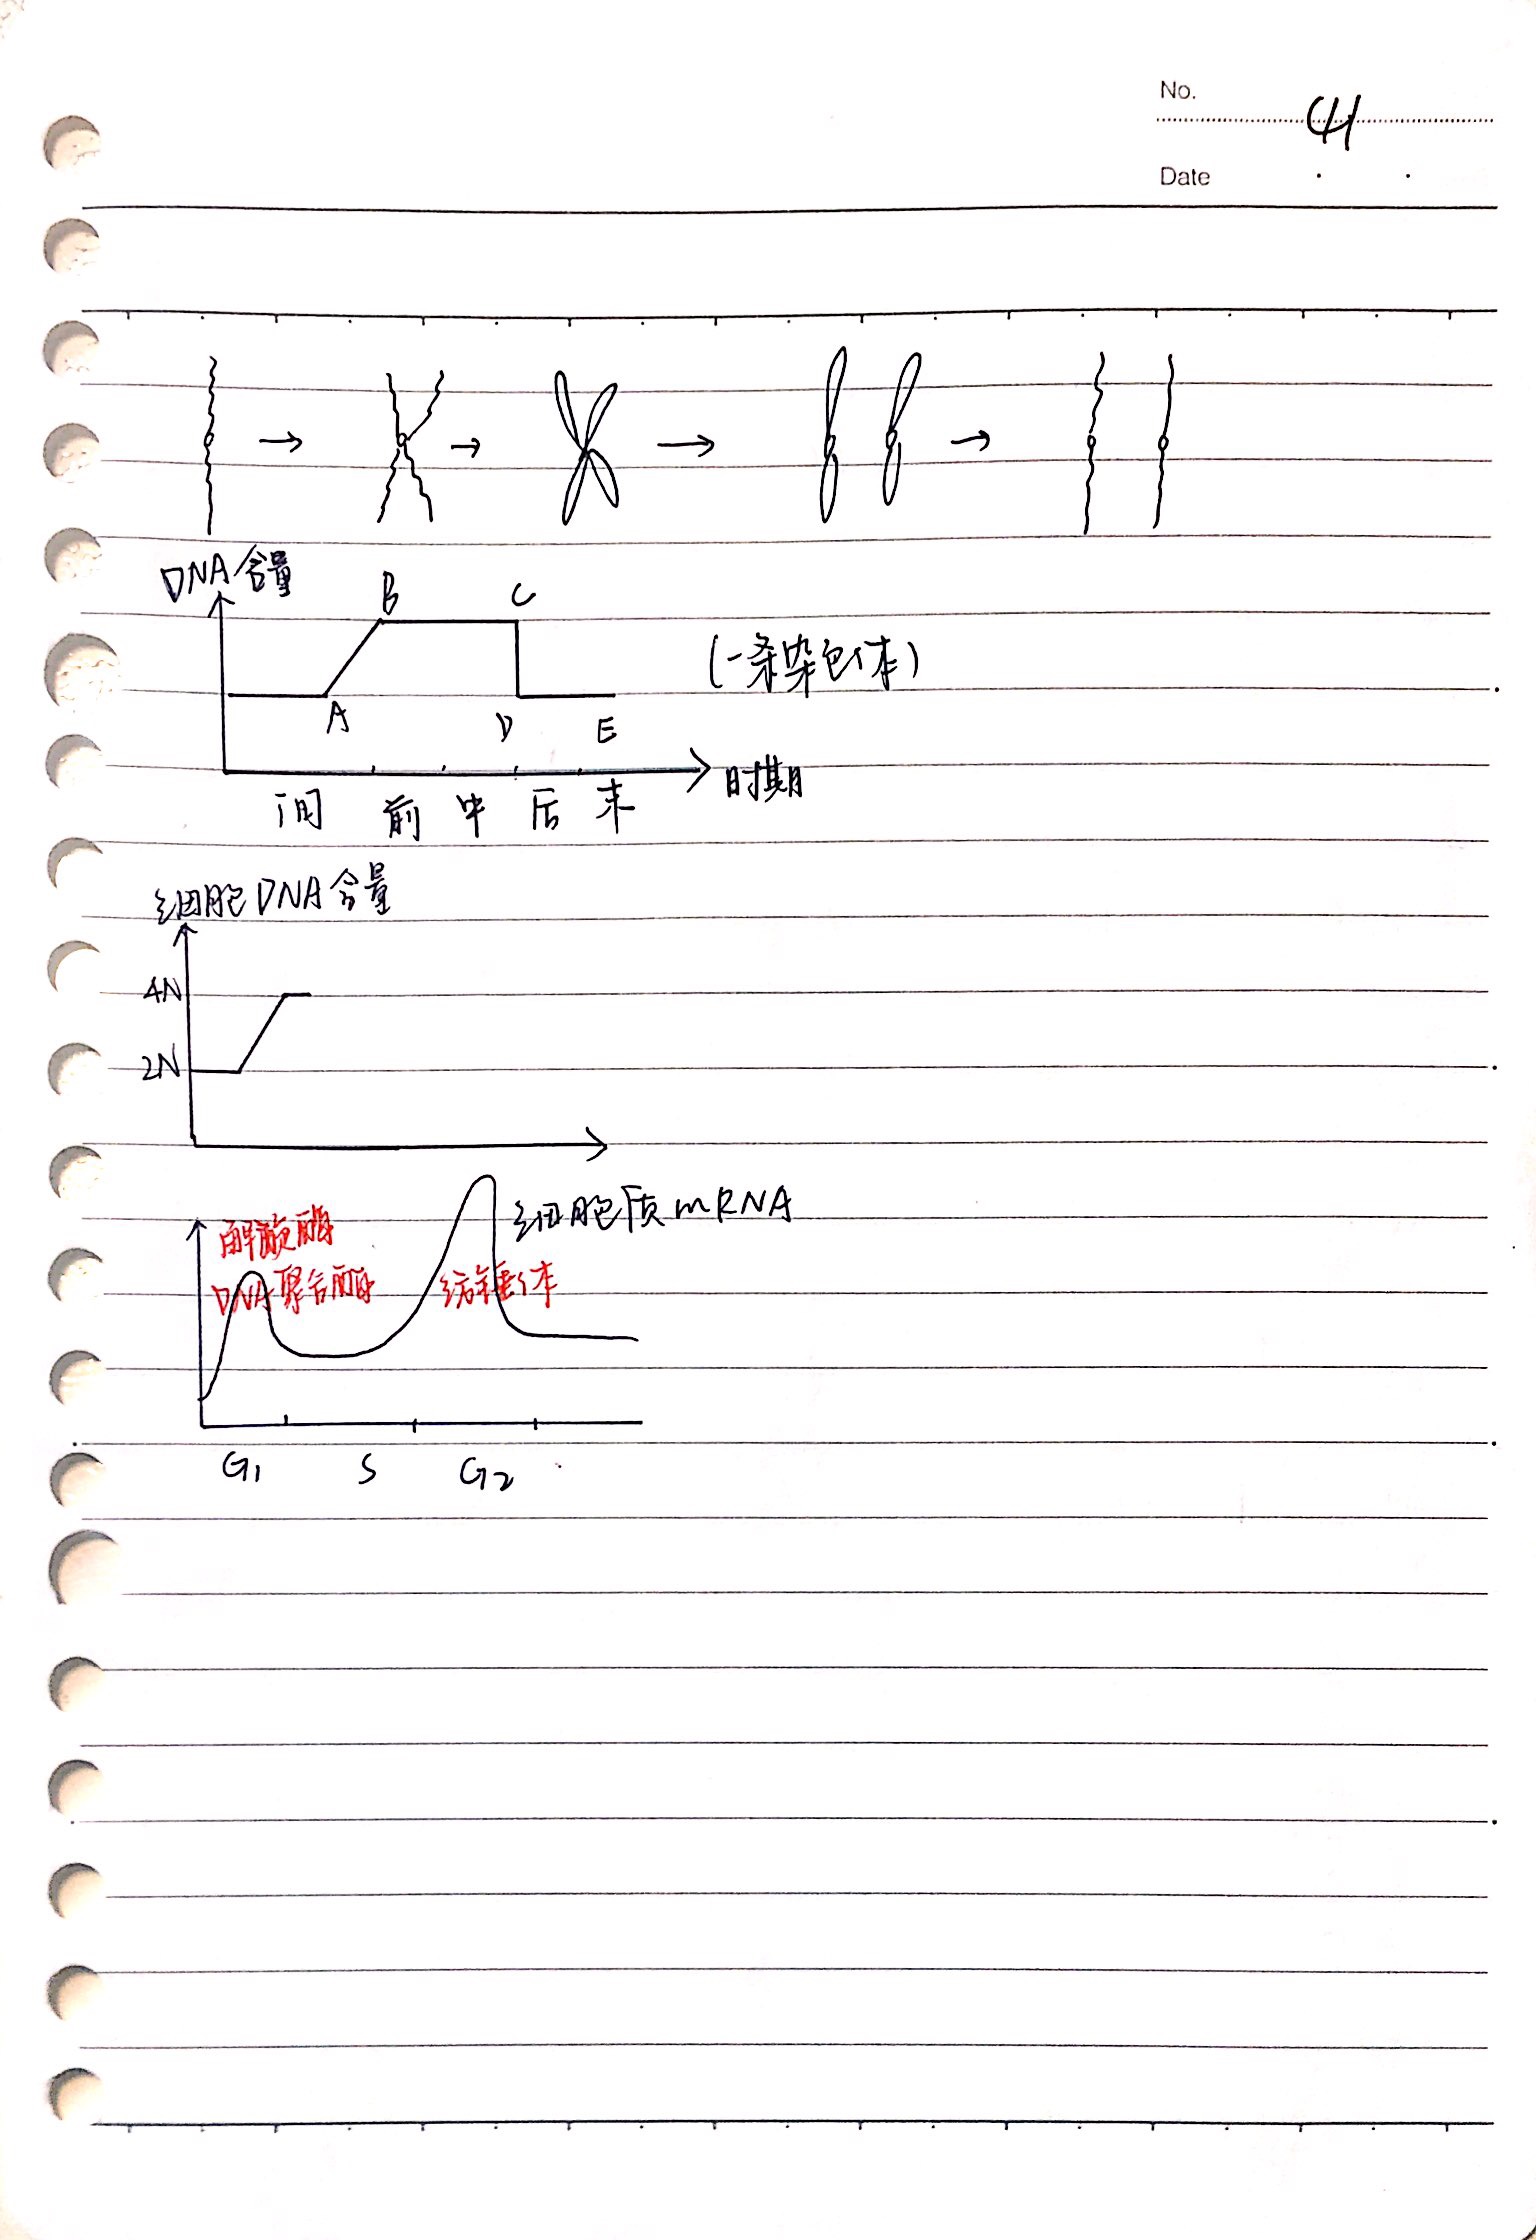 No. 41
Date
DNA含量
B C
(一条染色体)
A D E
间 前 中 后 末 时期
细胞DNA含量
4N
2N
细胞质mRNA
解旋酶
DNA聚合酶 纺锤体
G1 S G2